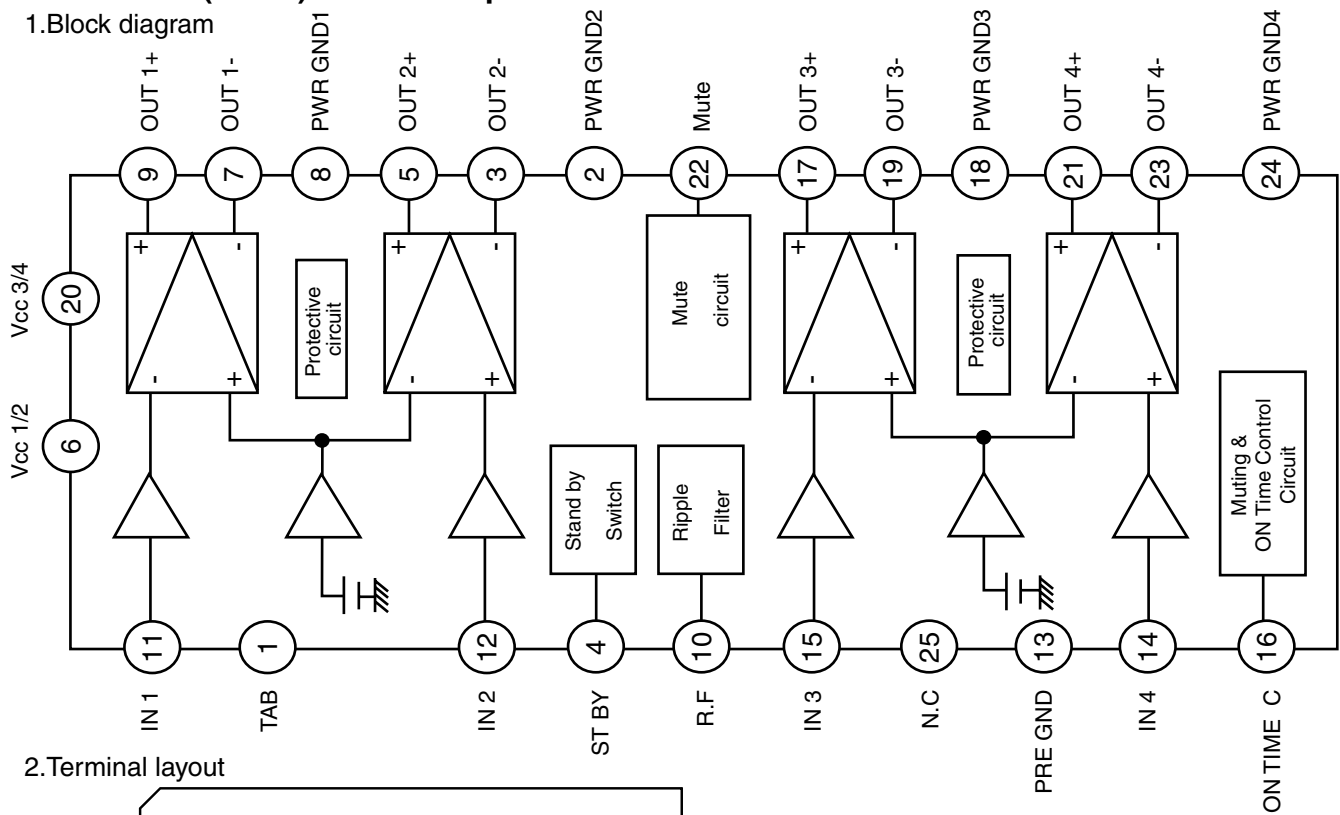 1.Block diagram
OUT 1+
OUT 1-
PWR GND1
OUT 2+
OUT 2-
PWR GND2
Mute
OUT 3+
OUT 3-
PWR GND3
OUT 4+
OUT 4-
PWR GND4
9
7
8
5
3
2
22
17
19
18
21
23
24
Vcc 3/4
20
Vcc 1/2
6
+
-
-
+
Protective
circuit
+
-
-
+
Mute
circuit
+
-
-
+
Protective
circuit
+
-
-
+
Stand by
Switch
Ripple
Filter
Muting &
ON Time Control
Circuit
11
1
12
4
10
15
25
13
14
16
IN 1
TAB
IN 2
ST BY
R.F
IN 3
N.C
PRE GND
IN 4
ON TIME C
2.Terminal layout